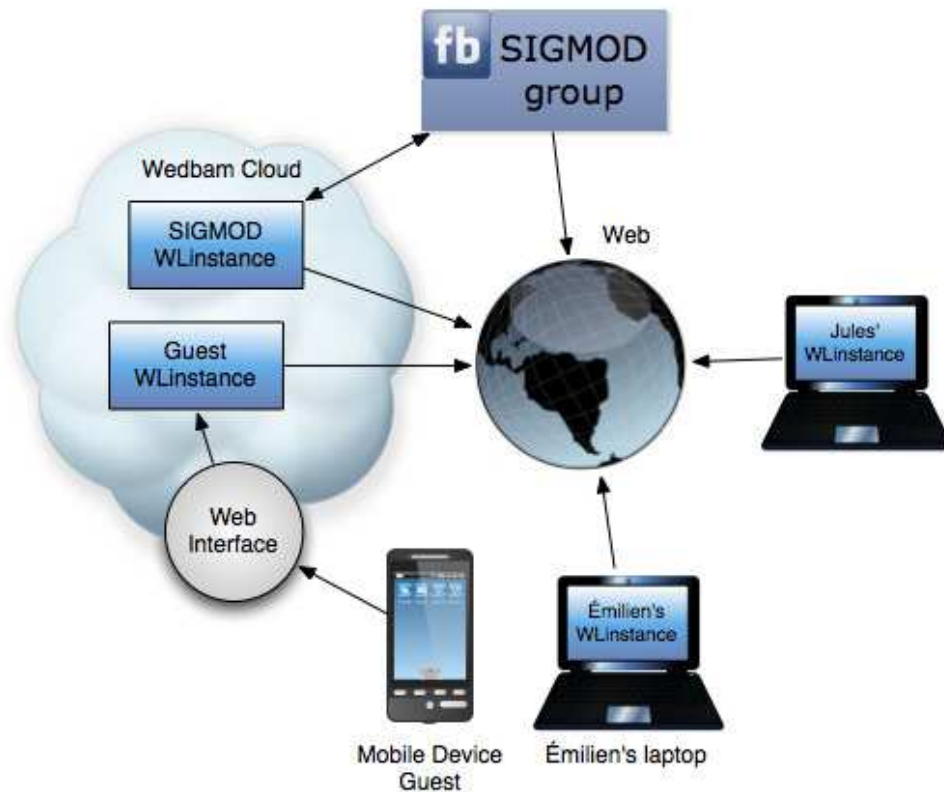 fb SIGMOD
group
Wedbam Cloud
SIGMOD
WLinstance
Web
Guest
WLinstance
Jules'
WLinstance
Web
Interface
Émilien's
WLinstance
Mobile Device
Guest
Émilien's laptop